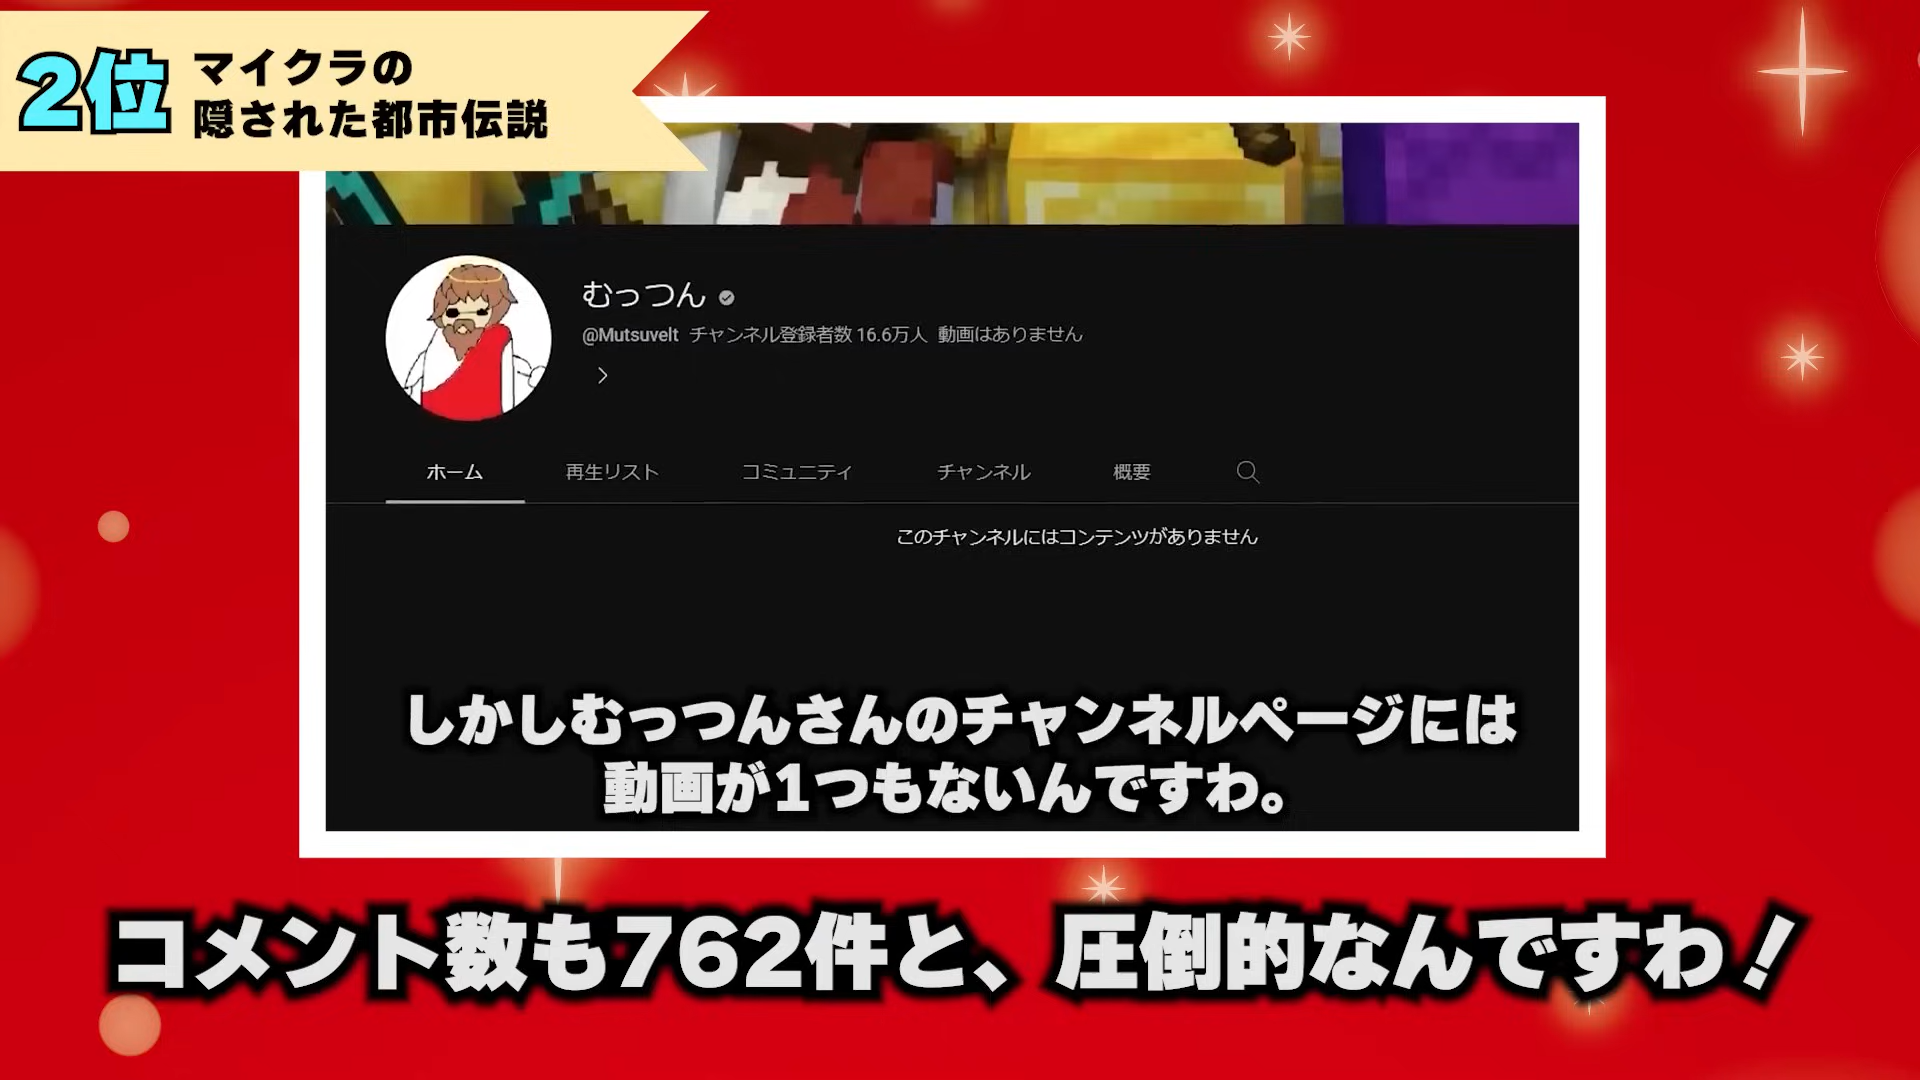 2位
マイクラの
隠された都市伝説
むっつん
@Mutsuvelt チャンネル登録者数 16.6万人 動画はありません
ホーム 再生リスト コミュニティ チャンネル 概要
このチャンネルにはコンテンツがありません
しかしむっつんさんのチャンネルページには
動画が1つもないんですわ。
コメント数も762件と、圧倒的なんですわ！